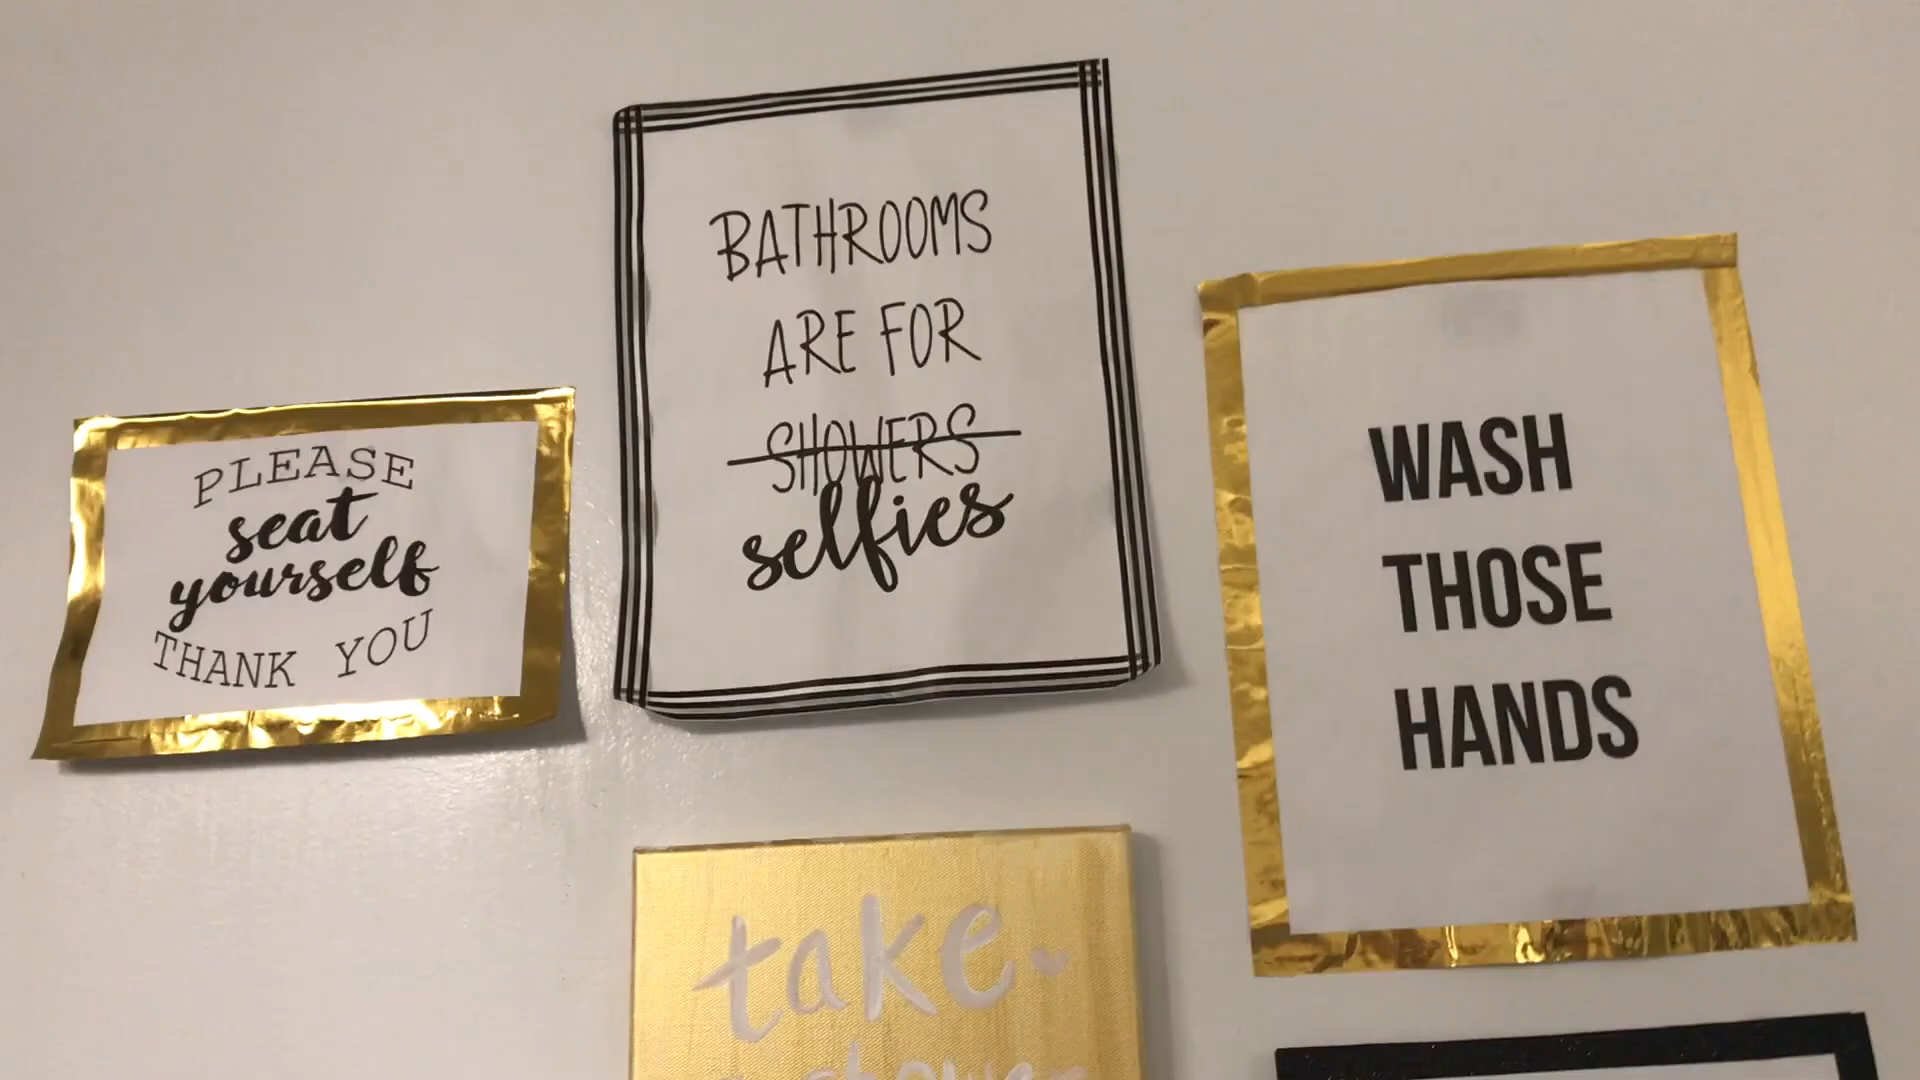 PLEASE
seat
yourself
THANK YOU
BATHROOMS
ARE FOR
SHOWERS
selfies
WASH
THOSE
HANDS
take